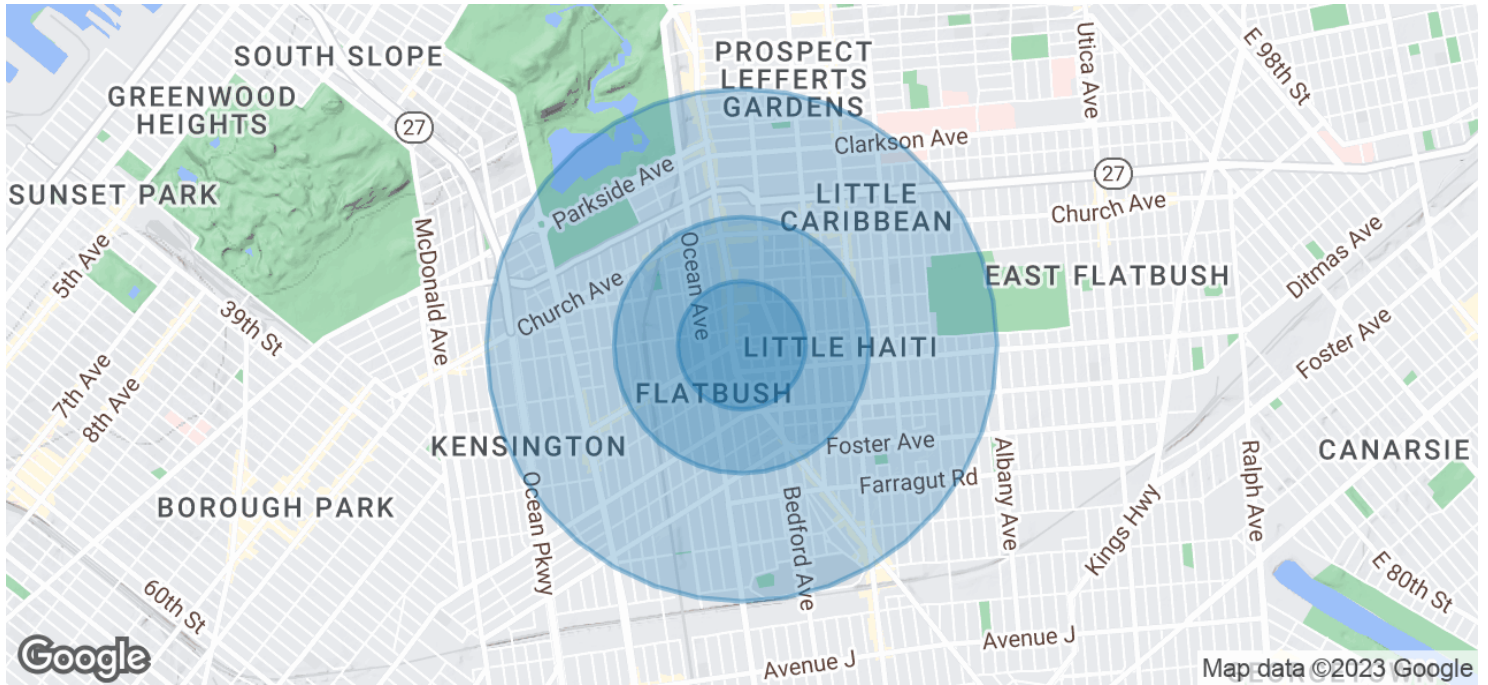 SOUTH SLOPE
GREENWOOD
HEIGHTS
27
PROSPECT
LEFFERTS
GARDENS
Utica Ave
E 98th St
Clarkson Ave
SUNSET PARK
Parkside Ave
LITTLE
CARIBBEAN
27
Church Ave
5th Ave
McDonald Ave
Ocean Ave
EAST FLATBUSH
Ditmas Ave
39th St
Church Ave
LITTLE HAITI
Foster Ave
7th Ave
8th Ave
FLATBUSH
KENSINGTON
Foster Ave
Albany Ave
Ralph Ave
CANARSIE
BOROUGH PARK
Ocean Pkwy
Bedford Ave
Farragut Rd
Kings Hwy
60th St
E 80th St
Avenue J
Avenue J
Google
Map data ©2023 Google